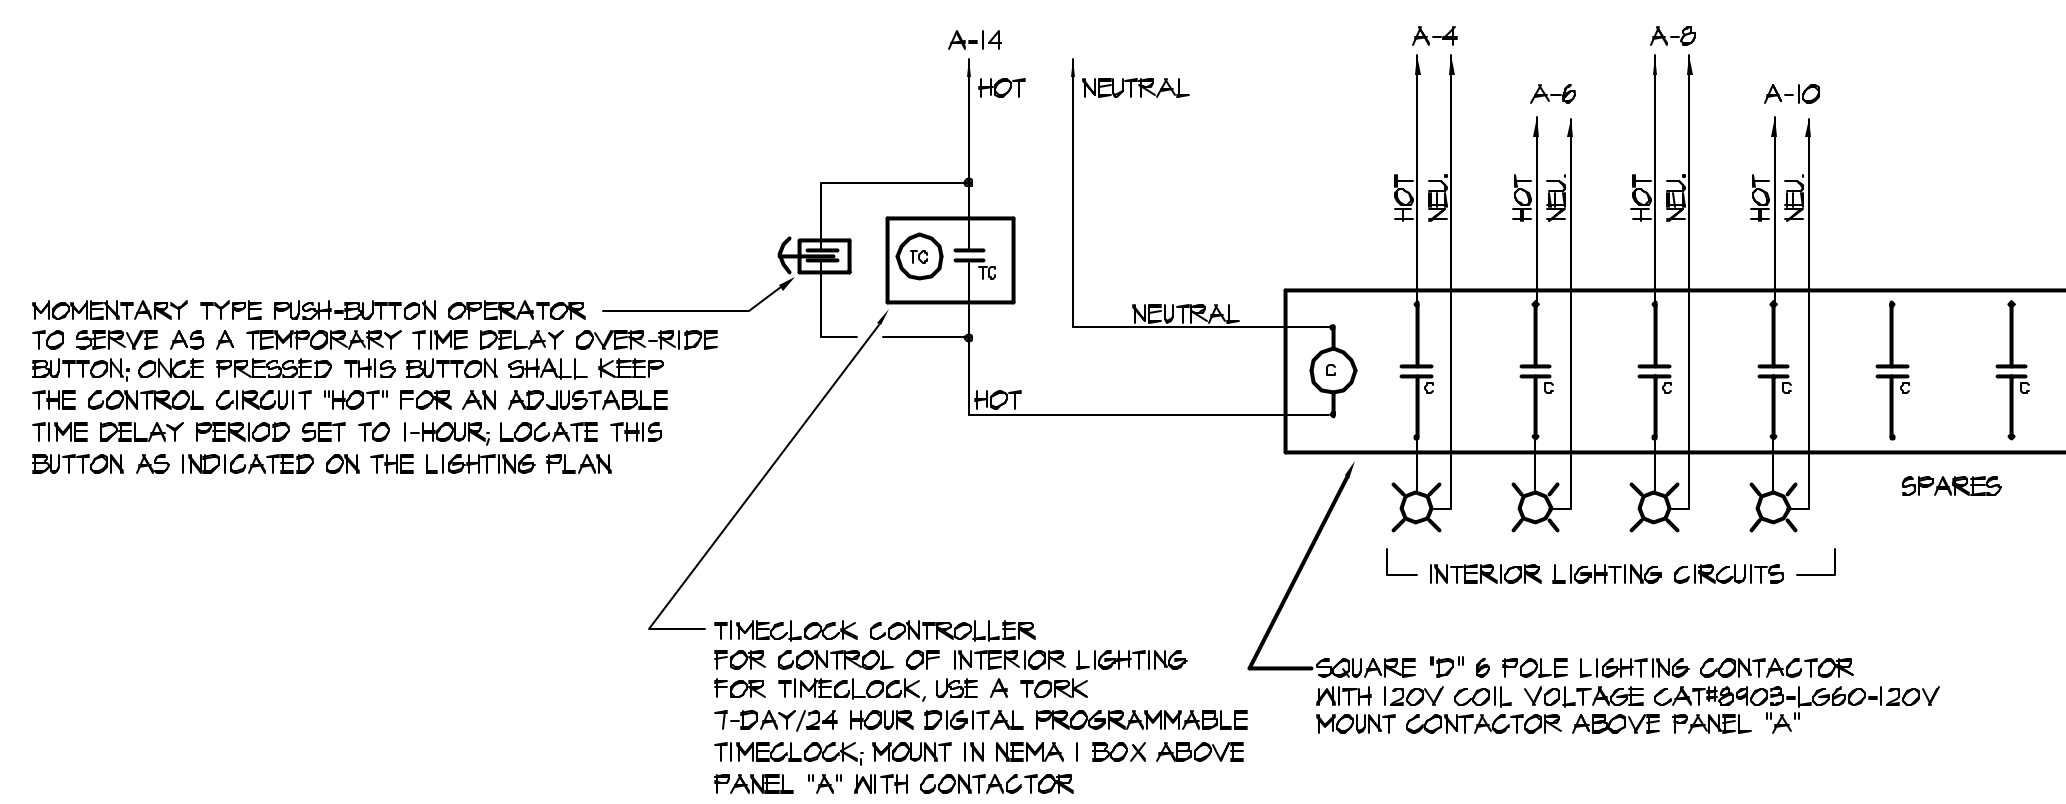 A-14
HOT
NEUTRAL
A-4
A-8
A-6
A-10
HOT
NEU.
HOT
NEU.
HOT
NEU.
HOT
NEU.
TC
TC
MOMENTARY TYPE PUSH-BUTTON OPERATOR
TO SERVE AS A TEMPORARY TIME DELAY OVER-RIDE
BUTTON; ONCE PRESSED THIS BUTTON SHALL KEEP
THE CONTROL CIRCUIT "HOT" FOR AN ADJUSTABLE
TIME DELAY PERIOD SET TO 1-HOUR; LOCATE THIS
BUTTON AS INDICATED ON THE LIGHTING PLAN
NEUTRAL
HOT
C
C
C
C
C
C
C
SPARES
INTERIOR LIGHTING CIRCUITS
TIMECLOCK CONTROLLER
FOR CONTROL OF INTERIOR LIGHTING
FOR TIMECLOCK, USE A TORK
7-DAY/24 HOUR DIGITAL PROGRAMMABLE
TIMECLOCK; MOUNT IN NEMA 1 BOX ABOVE
PANEL "A" WITH CONTACTOR
SQUARE "D" 6 POLE LIGHTING CONTACTOR
WITH 120V COIL VOLTAGE CAT#8903-LG60-120V
MOUNT CONTACTOR ABOVE PANEL "A"